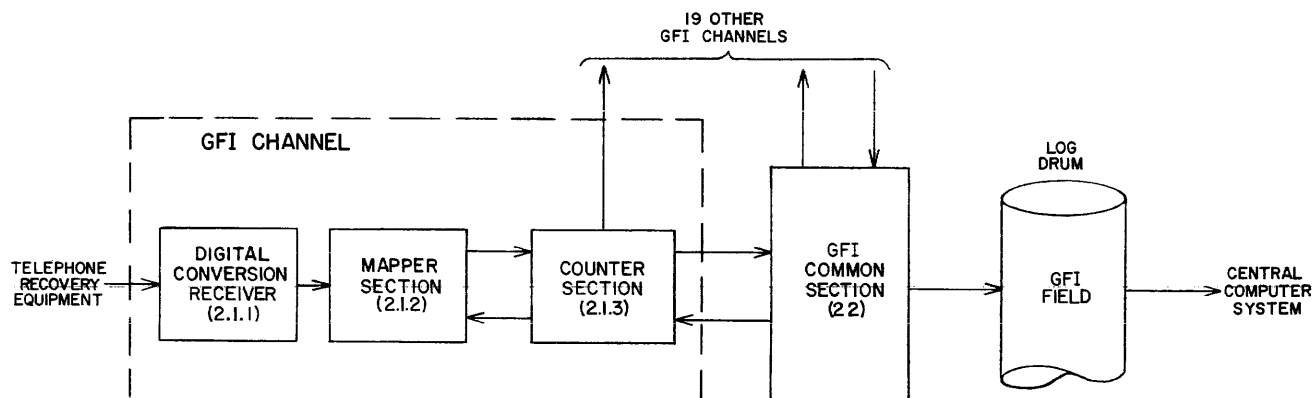 19 OTHER
GFI CHANNELS
GFI CHANNEL
LOG
DRUM
TELEPHONE
RECOVERY
EQUIPMENT
DIGITAL
CONVERSION
RECEIVER
(2.1.1)
MAPPER
SECTION
(2.1.2)
COUNTER
SECTION
(2.1.3)
GFI
COMMON
SECTION
(2.2)
GFI
FIELD
CENTRAL
COMPUTER
SYSTEM